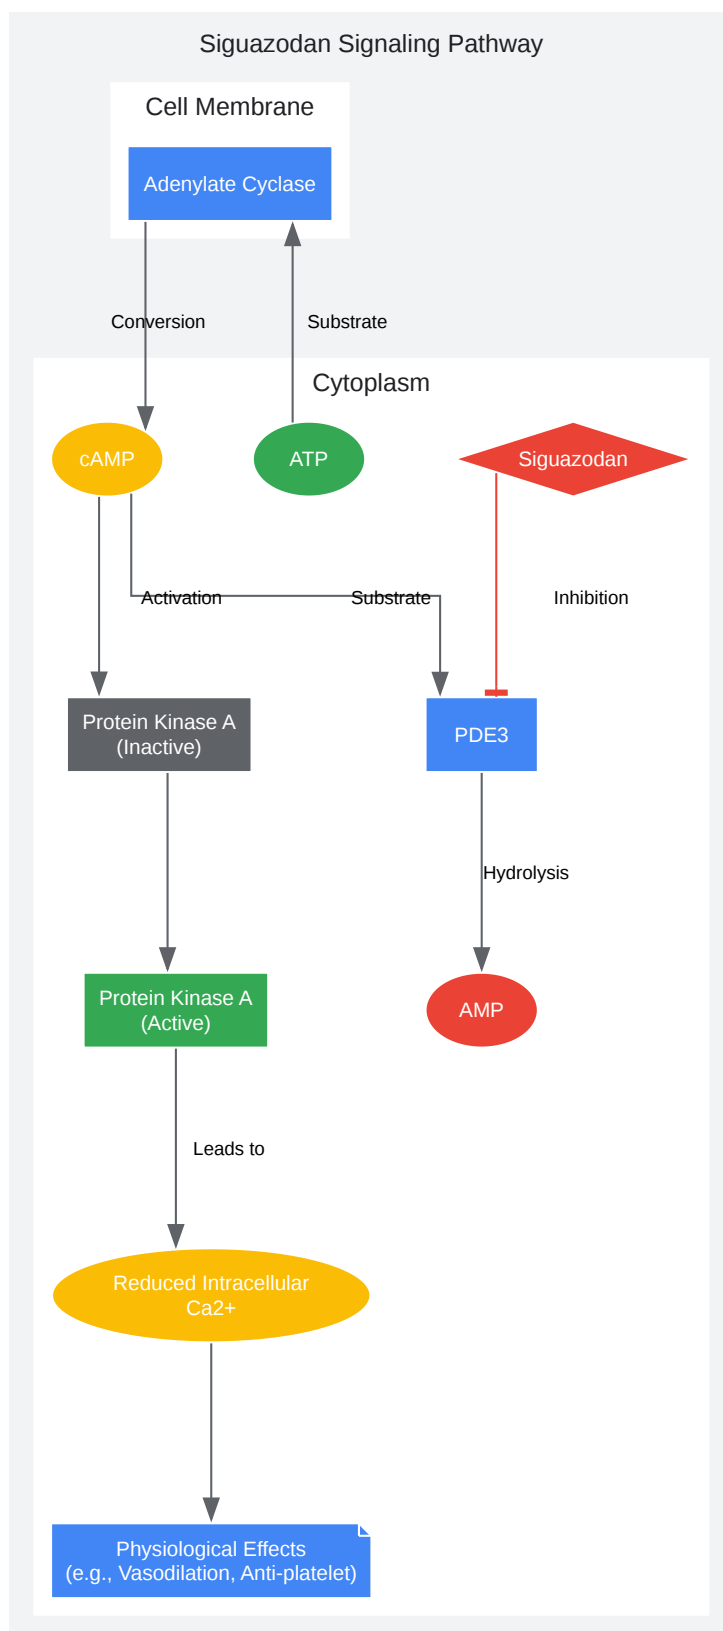 Siguazodan Signaling Pathway
Cell Membrane
Adenylate Cyclase
Conversion
Substrate
Cytoplasm
cAMP
ATP
Siguazodan
Activation
Substrate
Inhibition
Protein Kinase A
(Inactive)
PDE3
Hydrolysis
Protein Kinase A
(Active)
AMP
Leads to
Reduced Intracellular
Ca2+
Physiological Effects
(e.g., Vasodilation, Anti-platelet)